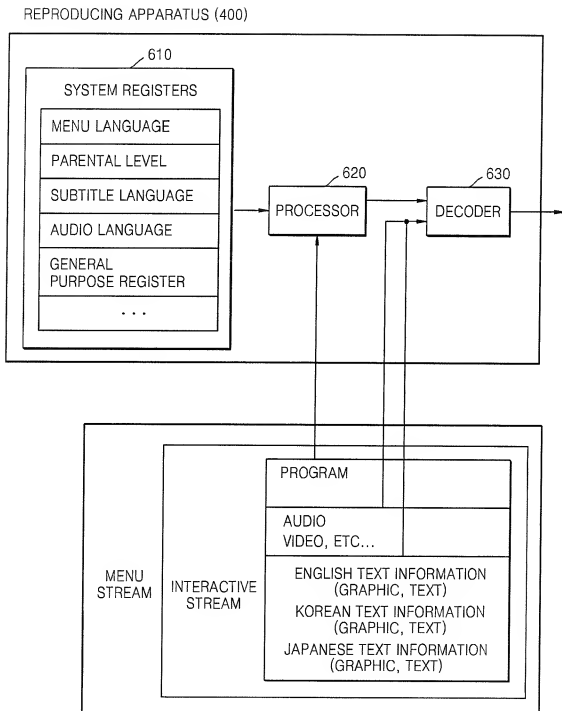 REPRODUCING APPARATUS (400)
610
SYSTEM REGISTERS
MENU LANGUAGE
PARENTAL LEVEL
SUBTITLE LANGUAGE
AUDIO LANGUAGE
GENERAL
PURPOSE REGISTER
. . .
620
PROCESSOR
630
DECODER
MENU
STREAM
INTERACTIVE
STREAM
PROGRAM
AUDIO
VIDEO, ETC...
ENGLISH TEXT INFORMATION
(GRAPHIC, TEXT)
KOREAN TEXT INFORMATION
(GRAPHIC, TEXT)
JAPANESE TEXT INFORMATION
(GRAPHIC, TEXT)